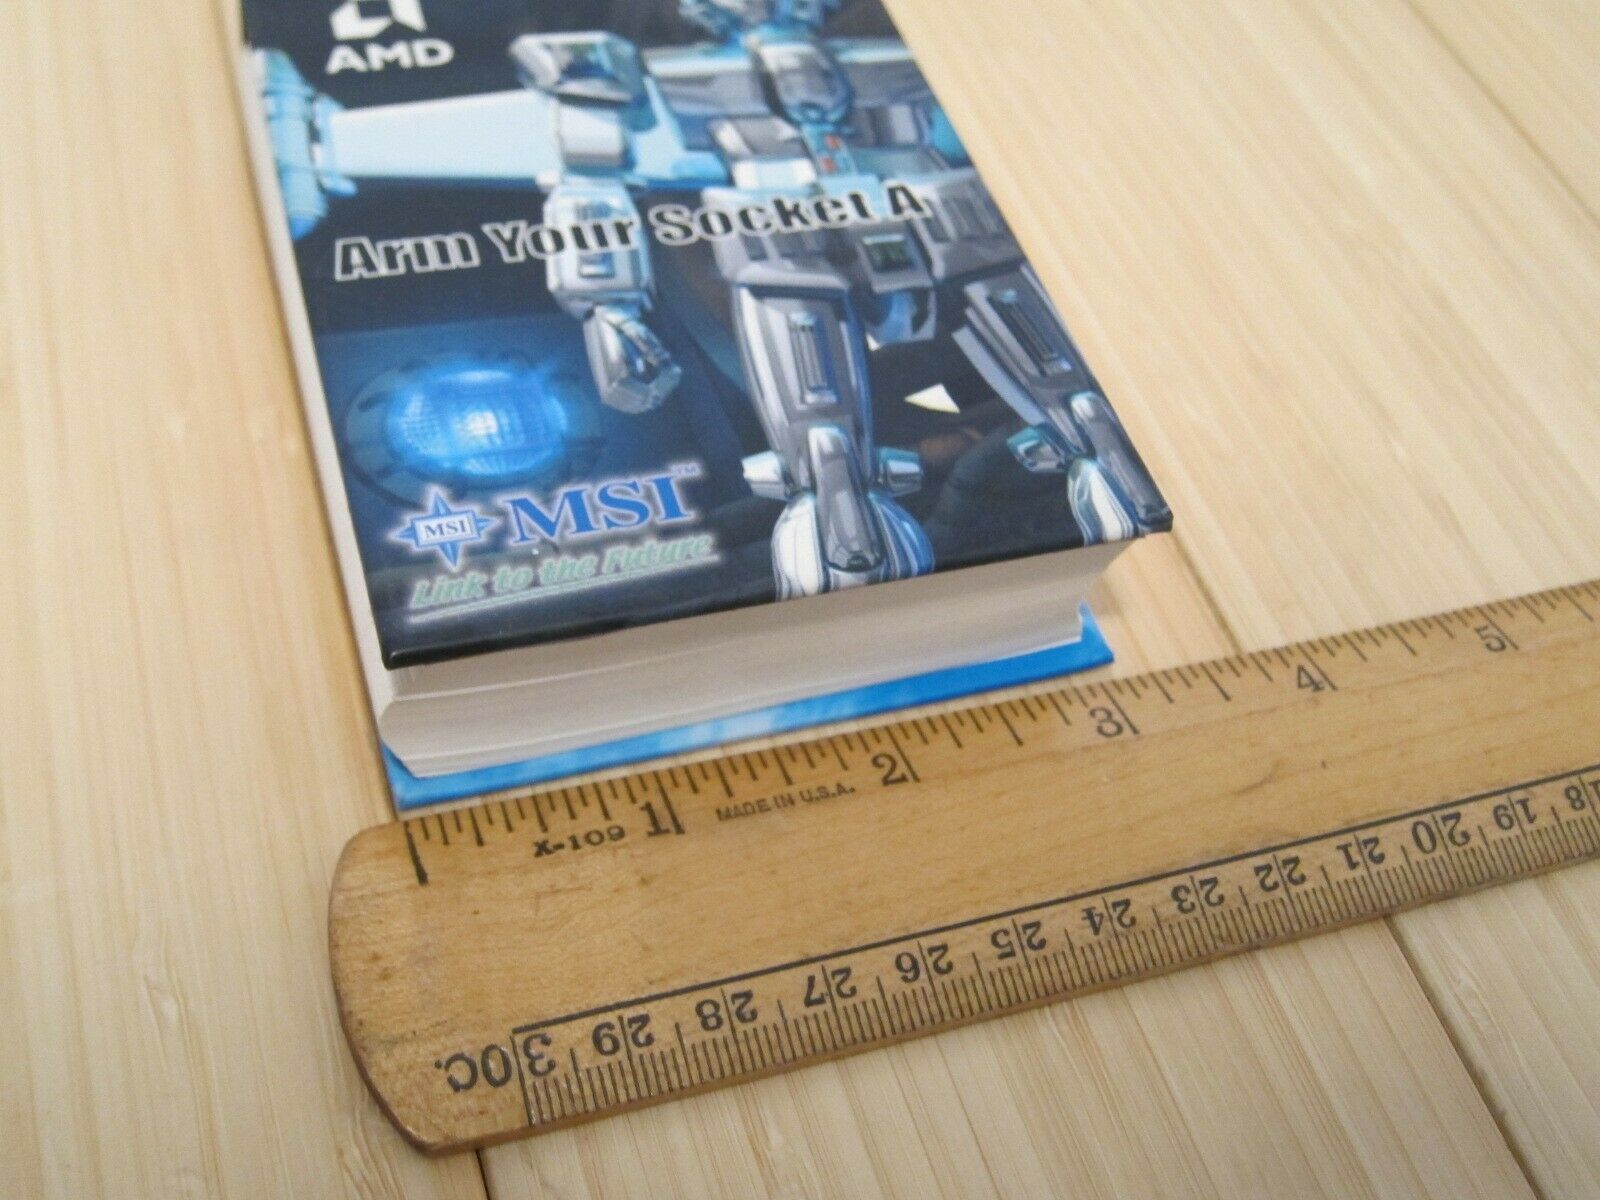 AMD
Arm Your Socket A
MSI MSI™
Link to the Future
1 2 3 4 5
X-109 MADE IN U.S.A.
30C. 29 28 27 26 25 24 23 22 21 20 19 18